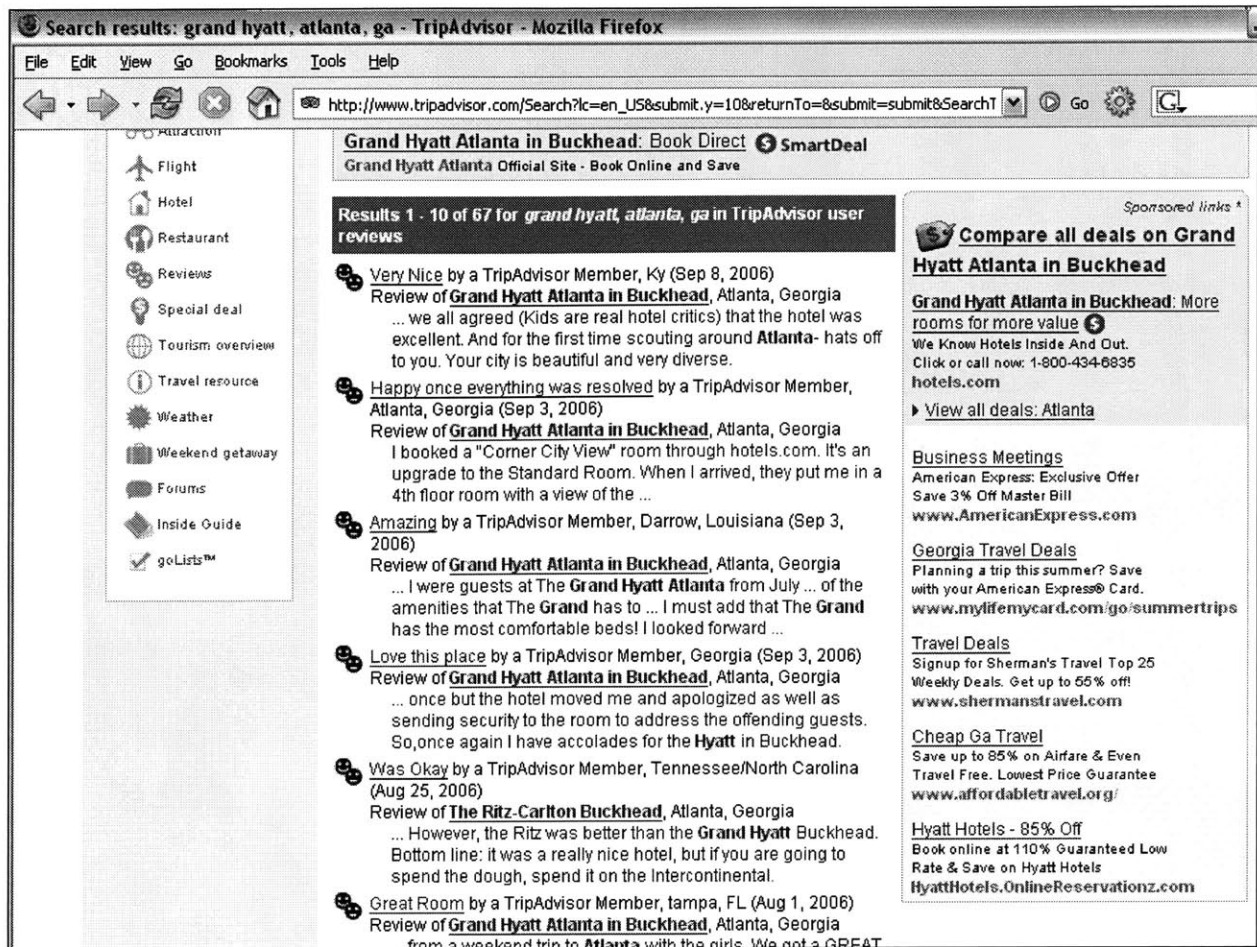 Search results: grand hyatt, atlanta, ga - TripAdvisor - Mozilla Firefox
File Edit View Go Bookmarks Tools Help
http://www.tripadvisor.com/Search?lc=en_US&submit.y=10&returnTo=&submit=submit&SearchT Go G
Attraction
Flight
Hotel
Restaurant
Reviews
Special deal
Tourism overview
Travel resource
Weather
Weekend getaway
Forums
Inside Guide
goLists™
Grand Hyatt Atlanta in Buckhead: Book Direct SmartDeal
Grand Hyatt Atlanta Official Site - Book Online and Save
Results 1 - 10 of 67 for grand hyatt, atlanta, ga in TripAdvisor user
reviews
Very Nice by a TripAdvisor Member, Ky (Sep 8, 2006)
Review of Grand Hyatt Atlanta in Buckhead, Atlanta, Georgia
... we all agreed (Kids are real hotel critics) that the hotel was
excellent. And for the first time scouting around Atlanta- hats off
to you. Your city is beautiful and very diverse.
Happy once everything was resolved by a TripAdvisor Member,
Atlanta, Georgia (Sep 3, 2006)
Review of Grand Hyatt Atlanta in Buckhead, Atlanta, Georgia
I booked a "Corner City View" room through hotels.com. It's an
upgrade to the Standard Room. When I arrived, they put me in a
4th floor room with a view of the ...
Amazing by a TripAdvisor Member, Darrow, Louisiana (Sep 3,
2006)
Review of Grand Hyatt Atlanta in Buckhead, Atlanta, Georgia
... I were guests at The Grand Hyatt Atlanta from July ... of the
amenities that The Grand has to ... I must add that The Grand
has the most comfortable beds! I looked forward ...
Love this place by a TripAdvisor Member, Georgia (Sep 3, 2006)
Review of Grand Hyatt Atlanta in Buckhead, Atlanta, Georgia
... once but the hotel moved me and apologized as well as
sending security to the room to address the offending guests.
So,once again I have accolades for the Hyatt in Buckhead.
Was Okay by a TripAdvisor Member, Tennessee/North Carolina
(Aug 25, 2006)
Review of The Ritz-Carlton Buckhead, Atlanta, Georgia
... However, the Ritz was better than the Grand Hyatt Buckhead.
Bottom line: it was a really nice hotel, but if you are going to
spend the dough, spend it on the Intercontinental.
Great Room by a TripAdvisor Member, tampa, FL (Aug 1, 2006)
Review of Grand Hyatt Atlanta in Buckhead, Atlanta, Georgia
from a weekend trip to Atlanta with the girls. We got a GREAT
Sponsored links *
Compare all deals on Grand
Hyatt Atlanta in Buckhead
Grand Hyatt Atlanta in Buckhead: More
rooms for more value
We Know Hotels Inside And Out.
Click or call now: 1-800-434-6835
hotels.com
View all deals: Atlanta
Business Meetings
American Express: Exclusive Offer
Save 3% Off Master Bill
www.AmericanExpress.com
Georgia Travel Deals
Planning a trip this summer? Save
with your American Express® Card.
www.mylifemycard.com/go/summertrips
Travel Deals
Signup for Sherman's Travel Top 25
Weekly Deals. Get up to 55% off!
www.shermanstravel.com
Cheap Ga Travel
Save up to 85% on Airfare & Even
Travel Free. Lowest Price Guarantee
www.affordabletravel.org/
Hyatt Hotels - 85% Off
Book online at 110% Guaranteed Low
Rate & Save on Hyatt Hotels
HyattHotels.OnlineReservationz.com